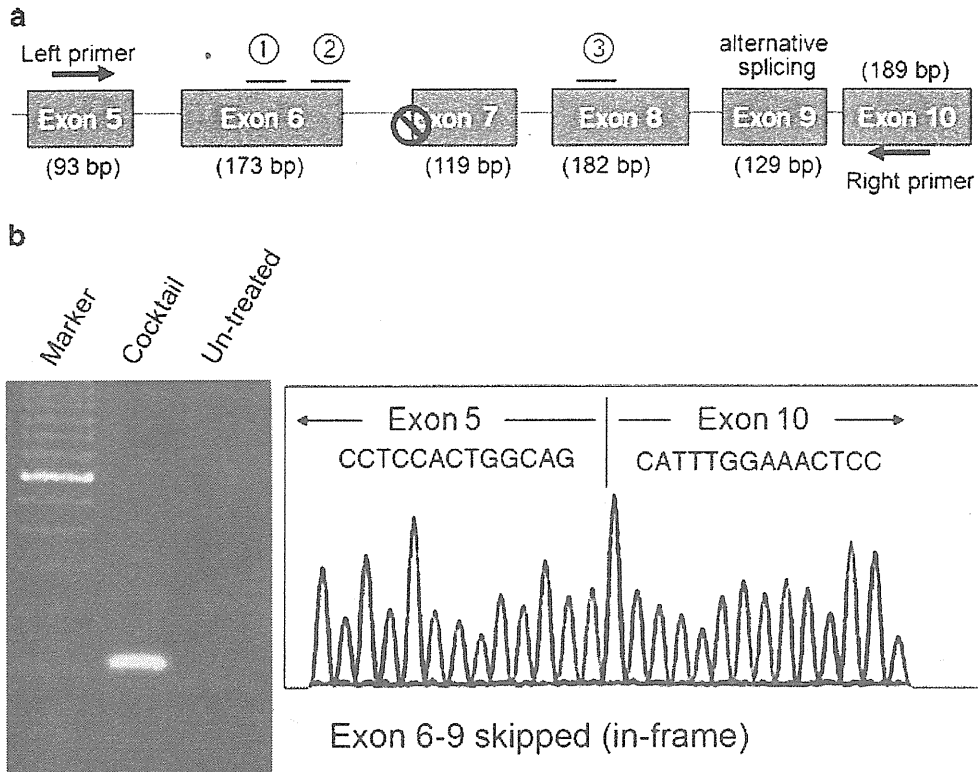 a
Left primer
① ② ③
alternative
splicing
(189 bp)
Exon 5
Exon 6
exon 7
Exon 8
Exon 9
Exon 10
(93 bp)
(173 bp)
(119 bp)
(182 bp)
(129 bp)
Right primer
b
Marker
Cocktail
Un-treated
Exon 5
Exon 10
CCTCCACTGGCAG
CATTTGGAAACTCC
Exon 6-9 skipped (in-frame)